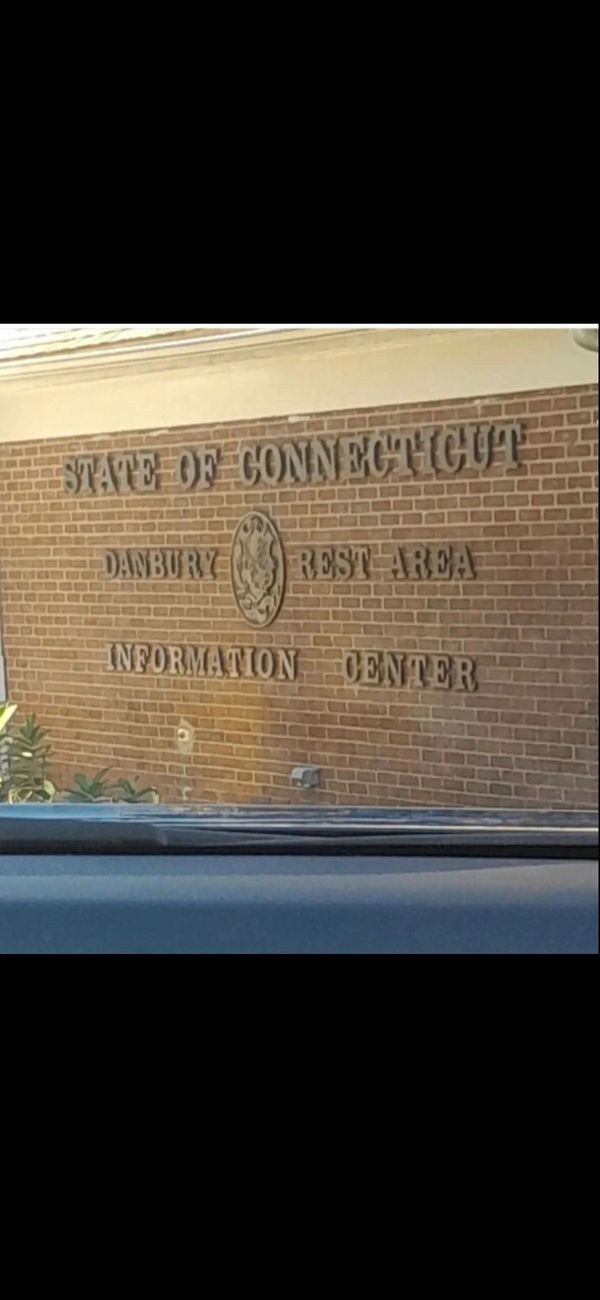 STATE OF CONNECTICUT
DANBURY REST AREA
INFORMATION CENTER